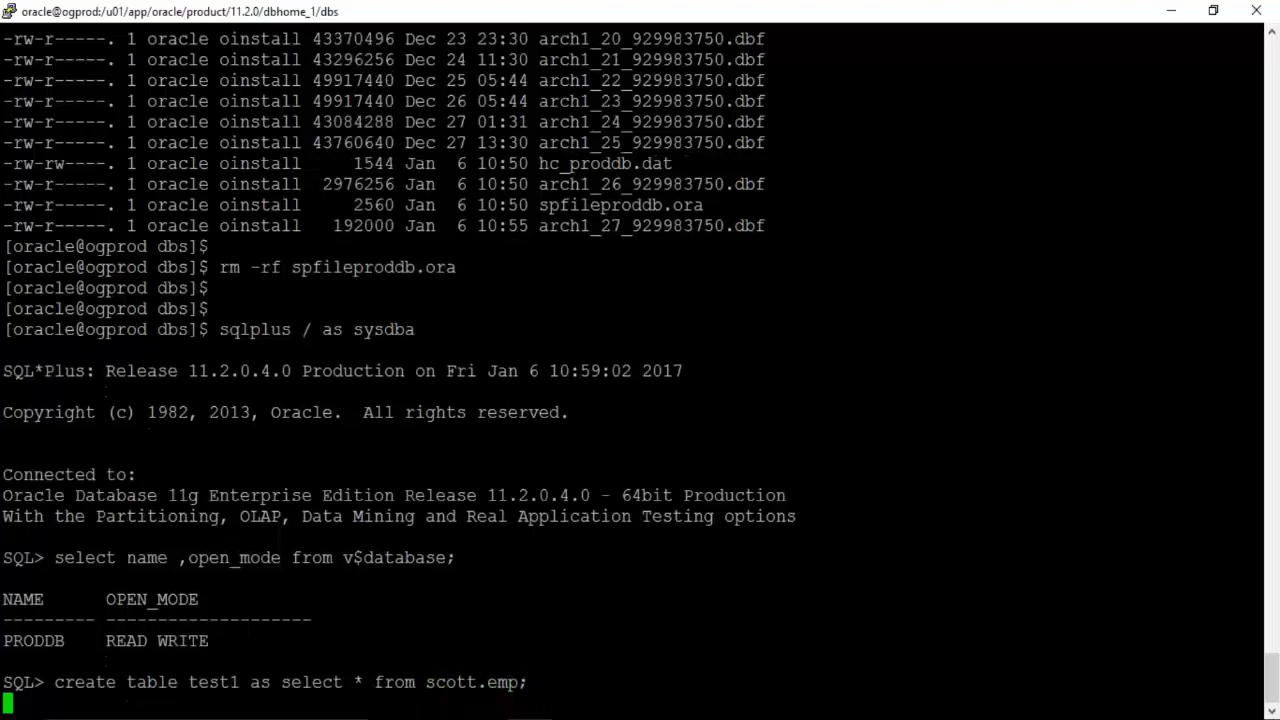 oracle@ogprod:/u01/app/oracle/product/11.2.0/dbhome_1/dbs
-rw-r-----. 1 oracle oinstall 43370496 Dec 23 23:30 arch1_20_929983750.dbf
-rw-r-----. 1 oracle oinstall 43296256 Dec 24 11:30 arch1_21_929983750.dbf
-rw-r-----. 1 oracle oinstall 49917440 Dec 25 05:44 arch1_22_929983750.dbf
-rw-r-----. 1 oracle oinstall 49917440 Dec 26 05:44 arch1_23_929983750.dbf
-rw-r-----. 1 oracle oinstall 43084288 Dec 27 01:31 arch1_24_929983750.dbf
-rw-r-----. 1 oracle oinstall 43760640 Dec 27 13:30 arch1_25_929983750.dbf
-rw-rw----. 1 oracle oinstall     1544 Jan  6 10:50 hc_proddb.dat
-rw-r-----. 1 oracle oinstall  2976256 Jan  6 10:50 arch1_26_929983750.dbf
-rw-r-----. 1 oracle oinstall     2560 Jan  6 10:50 spfileproddb.ora
-rw-r-----. 1 oracle oinstall   192000 Jan  6 10:55 arch1_27_929983750.dbf
[oracle@ogprod dbs]$
[oracle@ogprod dbs]$ rm -rf spfileproddb.ora
[oracle@ogprod dbs]$
[oracle@ogprod dbs]$
[oracle@ogprod dbs]$ sqlplus / as sysdba
SQL*Plus: Release 11.2.0.4.0 Production on Fri Jan 6 10:59:02 2017
Copyright (c) 1982, 2013, Oracle.  All rights reserved.
Connected to:
Oracle Database 11g Enterprise Edition Release 11.2.0.4.0 - 64bit Production
With the Partitioning, OLAP, Data Mining and Real Application Testing options
SQL> select name ,open_mode from v$database;
NAME      OPEN_MODE
--------- --------------------
PRODDB    READ WRITE
SQL> create table test1 as select * from scott.emp;